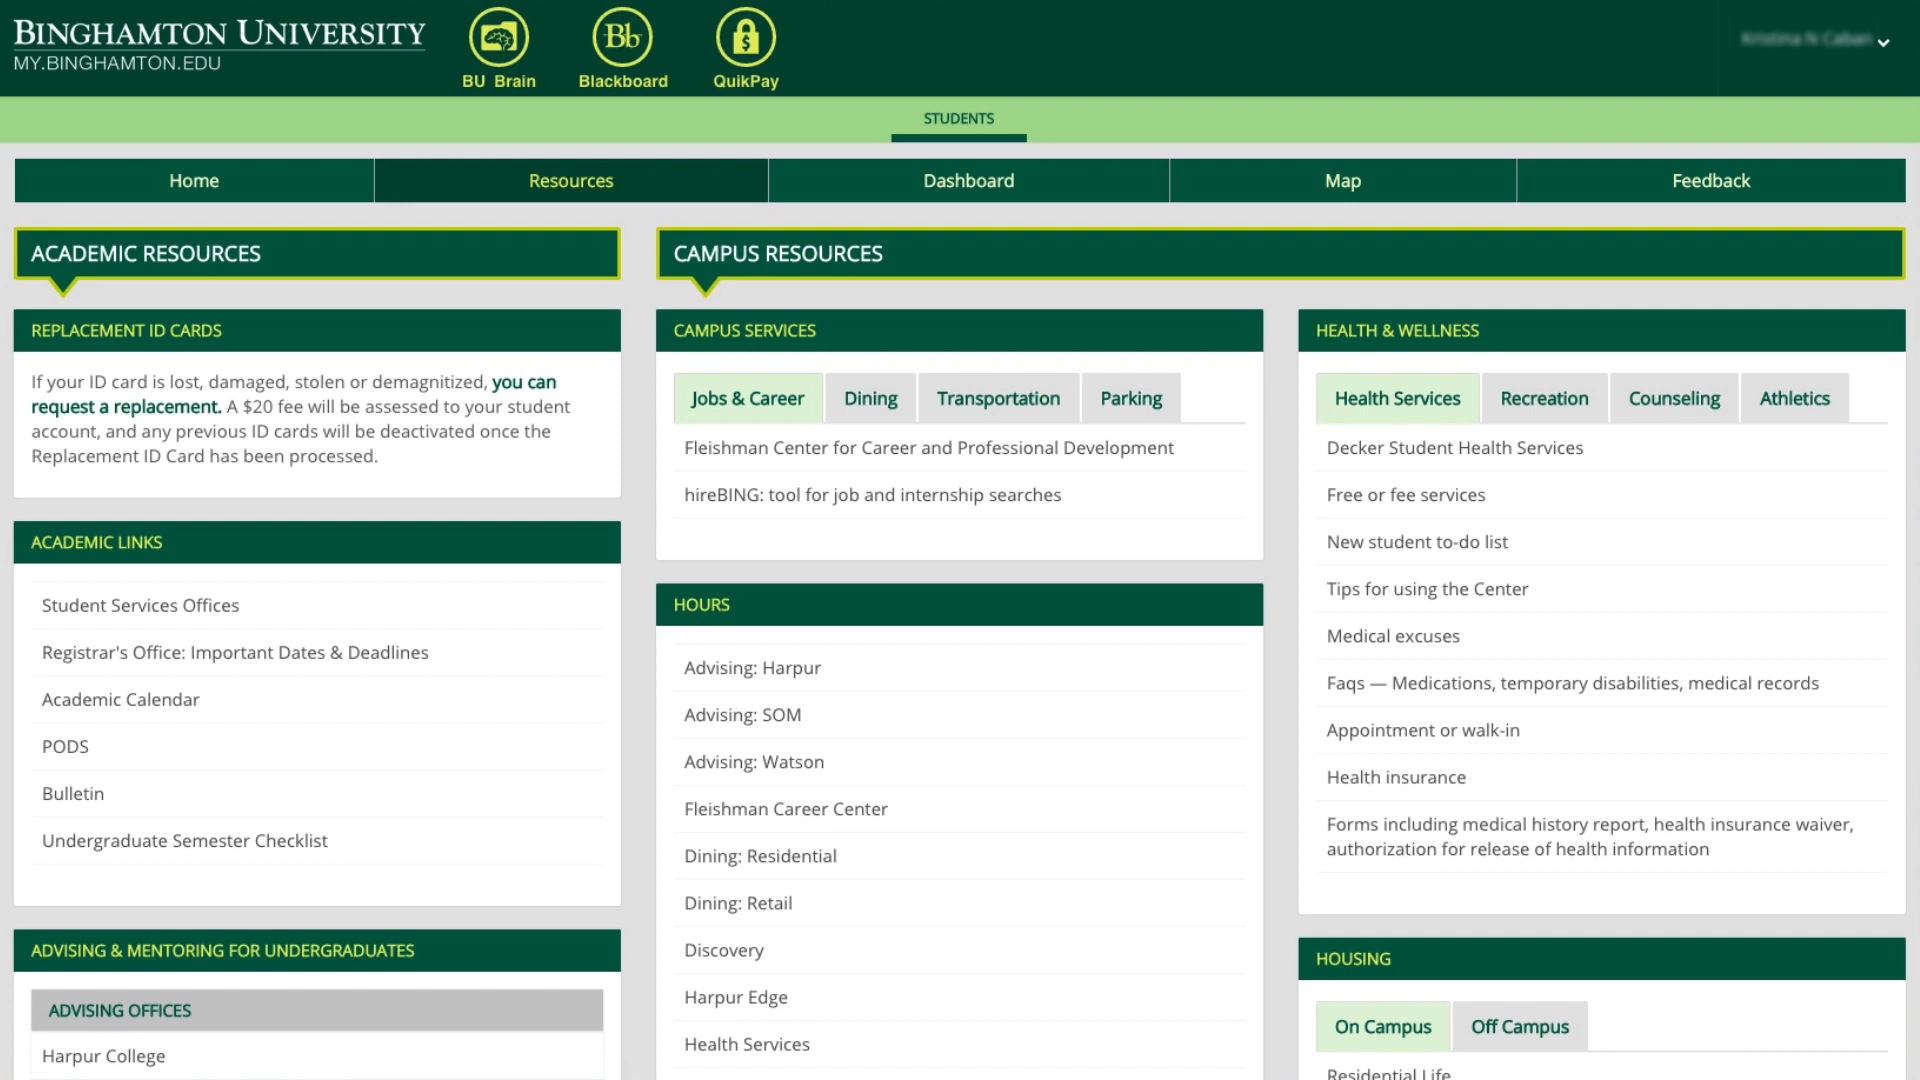 BINGHAMTON UNIVERSITY
MY.BINGHAMTON.EDU
BU Brain
Bb
Blackboard
$
QuikPay
STUDENTS
Home
Resources
Dashboard
Map
Feedback
ACADEMIC RESOURCES
REPLACEMENT ID CARDS
If your ID card is lost, damaged, stolen or demagnitized, you can
request a replacement. A $20 fee will be assessed to your student
account, and any previous ID cards will be deactivated once the
Replacement ID Card has been processed.
ACADEMIC LINKS
Student Services Offices
Registrar's Office: Important Dates & Deadlines
Academic Calendar
PODS
Bulletin
Undergraduate Semester Checklist
ADVISING & MENTORING FOR UNDERGRADUATES
ADVISING OFFICES
Harpur College
CAMPUS RESOURCES
CAMPUS SERVICES
Jobs & Career
Dining
Transportation
Parking
Fleishman Center for Career and Professional Development
hireBING: tool for job and internship searches
HOURS
Advising: Harpur
Advising: SOM
Advising: Watson
Fleishman Career Center
Dining: Residential
Dining: Retail
Discovery
Harpur Edge
Health Services
HEALTH & WELLNESS
Health Services
Recreation
Counseling
Athletics
Decker Student Health Services
Free or fee services
New student to-do list
Tips for using the Center
Medical excuses
Faqs — Medications, temporary disabilities, medical records
Appointment or walk-in
Health insurance
Forms including medical history report, health insurance waiver,
authorization for release of health information
HOUSING
On Campus
Off Campus
Residential Life